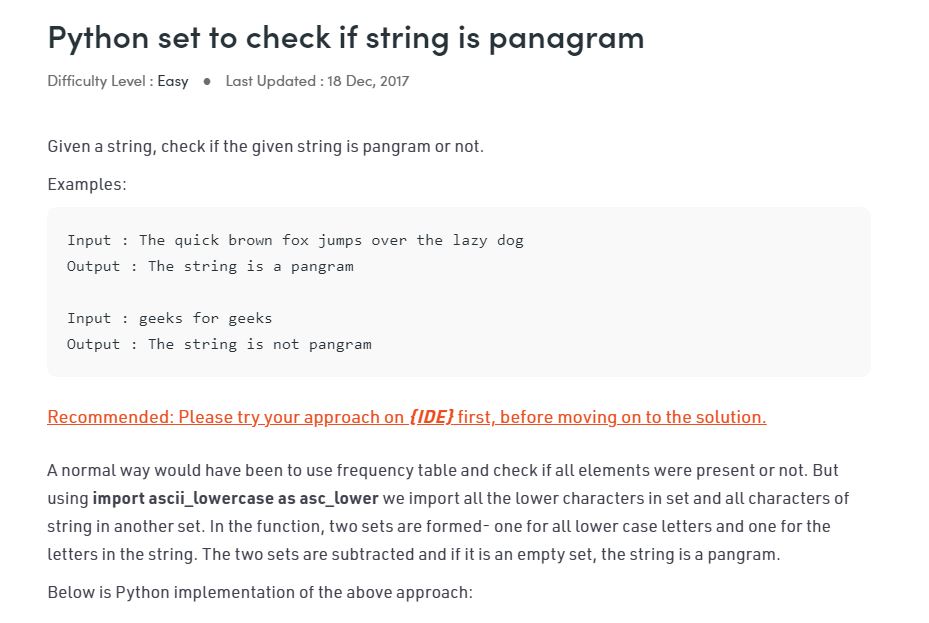 Python set to check if string is panagram
Difficulty Level : Easy ● Last Updated : 18 Dec, 2017
Given a string, check if the given string is pangram or not.
Examples:
Input : The quick brown fox jumps over the lazy dog
Output : The string is a pangram
Input : geeks for geeks
Output : The string is not pangram
Recommended: Please try your approach on {IDE} first, before moving on to the solution.
A normal way would have been to use frequency table and check if all elements were present or not. But
using import ascii_lowercase as asc_lower we import all the lower characters in set and all characters of
string in another set. In the function, two sets are formed- one for all lower case letters and one for the
letters in the string. The two sets are subtracted and if it is an empty set, the string is a pangram.
Below is Python implementation of the above approach: